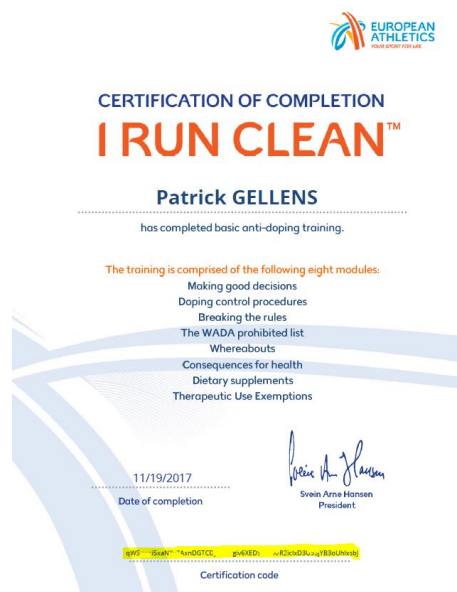 EUROPEAN
ATHLETICS
YOUR SPORT FOR LIFE
CERTIFICATION OF COMPLETION
I RUN CLEAN™
Patrick GELLENS
has completed basic anti-doping training.
The training is comprised of the following eight modules:
Making good decisions
Doping control procedures
Breaking the rules
The WADA prohibited list
Whereabouts
Consequences for health
Dietary supplements
Therapeutic Use Exemptions
11/19/2017
Date of completion
Svein Arne Hansen
President
Certification code